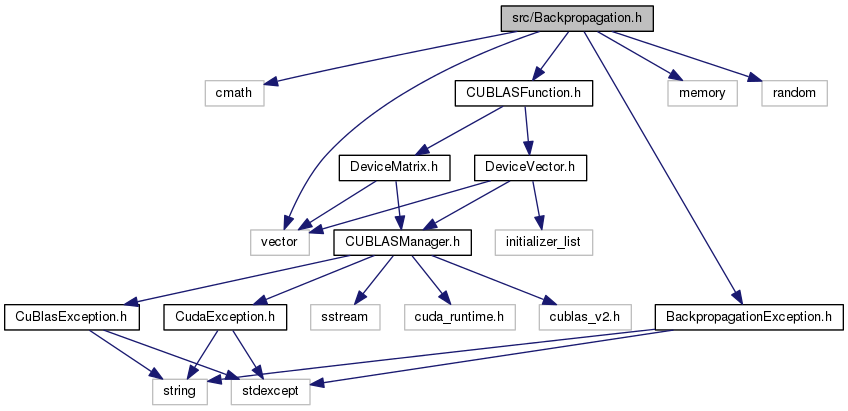 src/Backpropagation.h
cmath
CUBLASFunction.h
memory
random
DeviceMatrix.h
DeviceVector.h
vector
CUBLASManager.h
initializer_list
CuBlasException.h
CudaException.h
sstream
cuda_runtime.h
cublas_v2.h
BackpropagationException.h
string
stdexcept